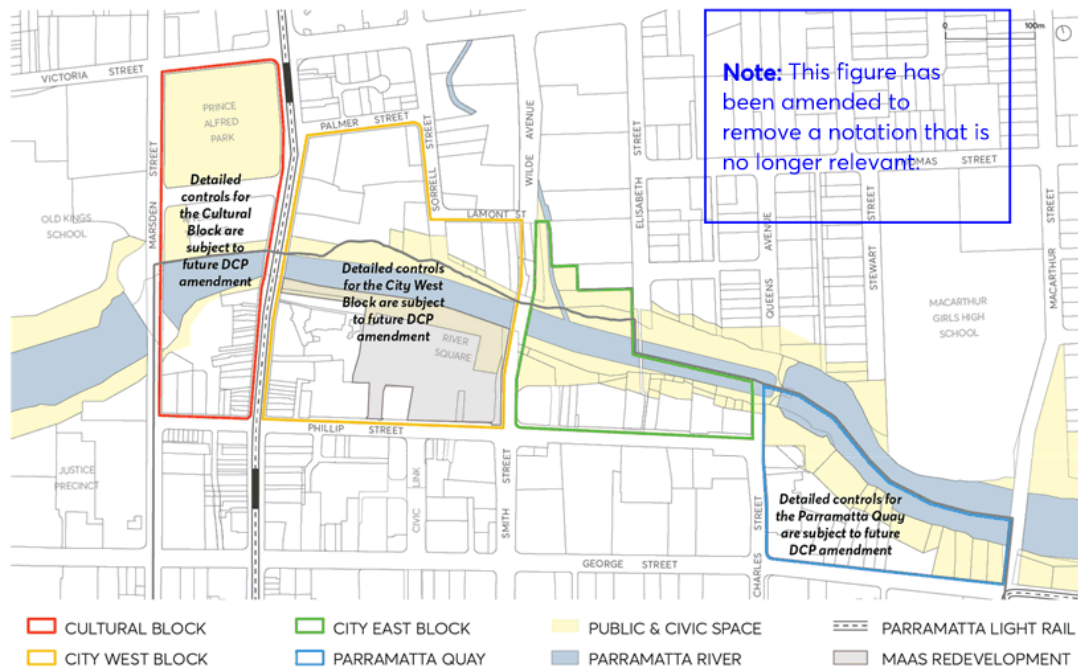 0 100m
Note: This figure has
been amended to
remove a notation that is
no longer relevant.
VICTORIA STREET
PRINCE
ALFRED
PARK
PALMER STREET
SORRELL STREET
WILDE AVENUE
ELISABETH STREET
STREET
MARSDEN STREET
OLD KINGS
SCHOOL
Detailed
controls for
the Cultural
Block are
subject to
future DCP
amendment
LAMONT ST
QUEENS AVENUE
STEWART STREET
MACARTHUR STREET
Detailed controls
for the City West
Block are subject
to future DCP
amendment
RIVER
SQUARE
MACARTHUR
GIRLS HIGH
SCHOOL
PHILLIP STREET
JUSTICE
PRECINCT
CIVIC LINK
SMITH STREET
CHARLES STREET
Detailed controls for
the Parramatta Quay
are subject to future
DCP amendment
GEORGE STREET
CULTURAL BLOCK
CITY EAST BLOCK
PUBLIC & CIVIC SPACE
PARRAMATTA LIGHT RAIL
CITY WEST BLOCK
PARRAMATTA QUAY
PARRAMATTA RIVER
MAAS REDEVELOPMENT